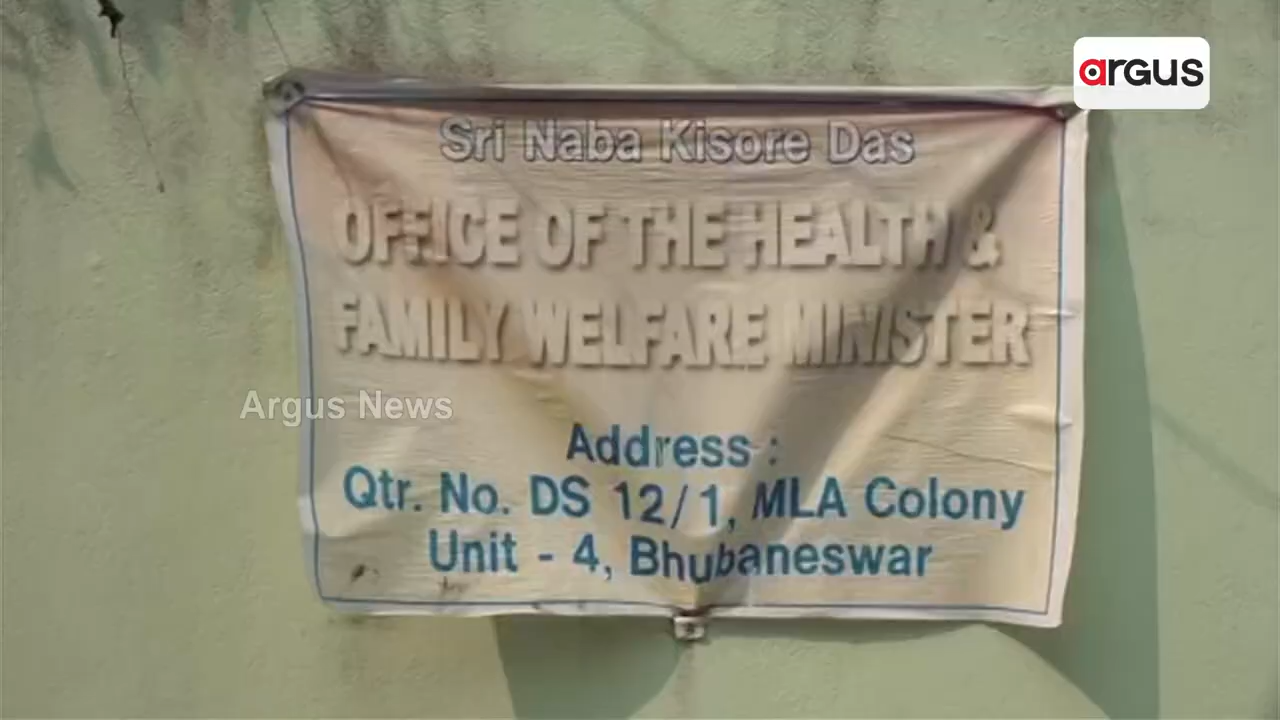 argus
Sri Naba Kisore Das
OFFICE OF THE HEALTH &
FAMILY WELFARE MINISTER
Argus News
Address :
Qtr. No. DS 12/1, MLA Colony
Unit - 4, Bhubaneswar